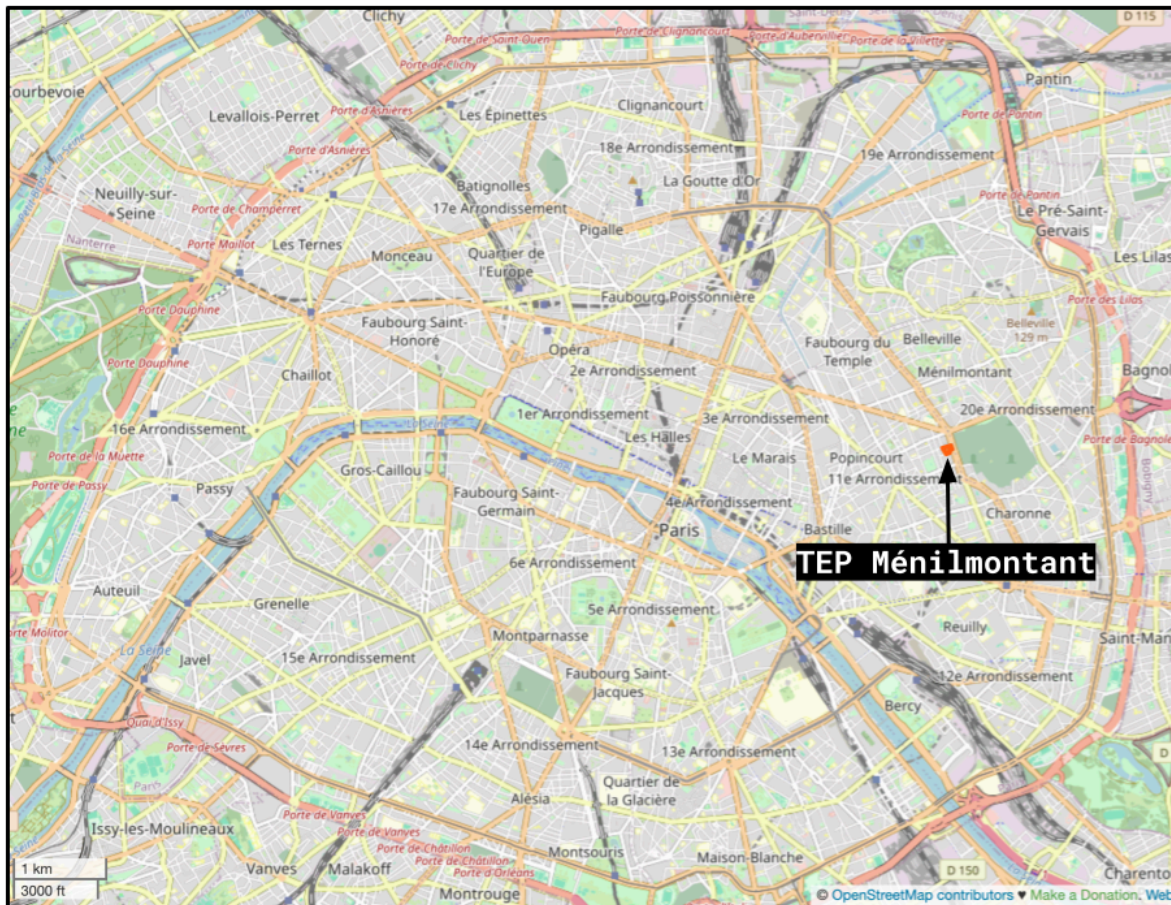 Clichy
D 115
Porte de Saint-Ouen
Porte de Clignancourt
Porte d'Aubervilliers
Porte de la Villette
Porte de Clichy
Pantin
Courbevoie
Levallois-Perret
Porte d'Asnières
Les Épinettes
Clignancourt
Porte de Pantin
Porte d'Asnières
18e Arrondissement
19e Arrondissement
La Goutte d'Or
Batignolles
Neuilly-sur-
Seine
Porte de Champerret
17e Arrondissement
Porte de Pantin
Le Pré-Saint-
Gervais
Pigalle
Nanterre
Porte Maillot
Les Ternes
Monceau
Quartier de
l'Europe
Les Lilas
Faubourg Poissonnière
Porte des Lilas
Porte Dauphine
Faubourg Saint-
Honoré
Belleville
129 m
Faubourg du
Temple
Belleville
Opéra
Porte Dauphine
Chaillot
2e Arrondissement
Ménilmontant
Bagnol
16e Arrondissement
La Seine
1er Arrondissement
3e Arrondissement
20e Arrondissement
Les Halles
Porte de Bagnole
Porte de la Muette
Gros-Caillou
Le Marais
Popincourt
11e Arrondissement
Bobigny
Porte de Passy
Passy
Faubourg Saint-
Germain
4e Arrondissement
Charonne
Paris
Bastille
TEP Ménilmontant
6e Arrondissement
Auteuil
Grenelle
5e Arrondissement
Reuilly
Porte Molitor
Montparnasse
Saint-Man
La Seine
Javel
15e Arrondissement
Faubourg Saint-
Jacques
12e Arrondissement
Bercy
Quai d'Issy
Porte de Sèvres
14e Arrondissement
13e Arrondissement
Paris
Quartier de
la Glacière
Alésia
Issy-les-Moulineaux
Porte de Vanves
Porte de Vanves
Porte de Châtillon
Porte de Châtillon
Porte d'Orléans
Montsouris
Maison-Blanche
Vanves
Malakoff
D 150
Charento
Montrouge
1 km
3000 ft
© OpenStreetMap contributors ♥ Make a Donation. Web